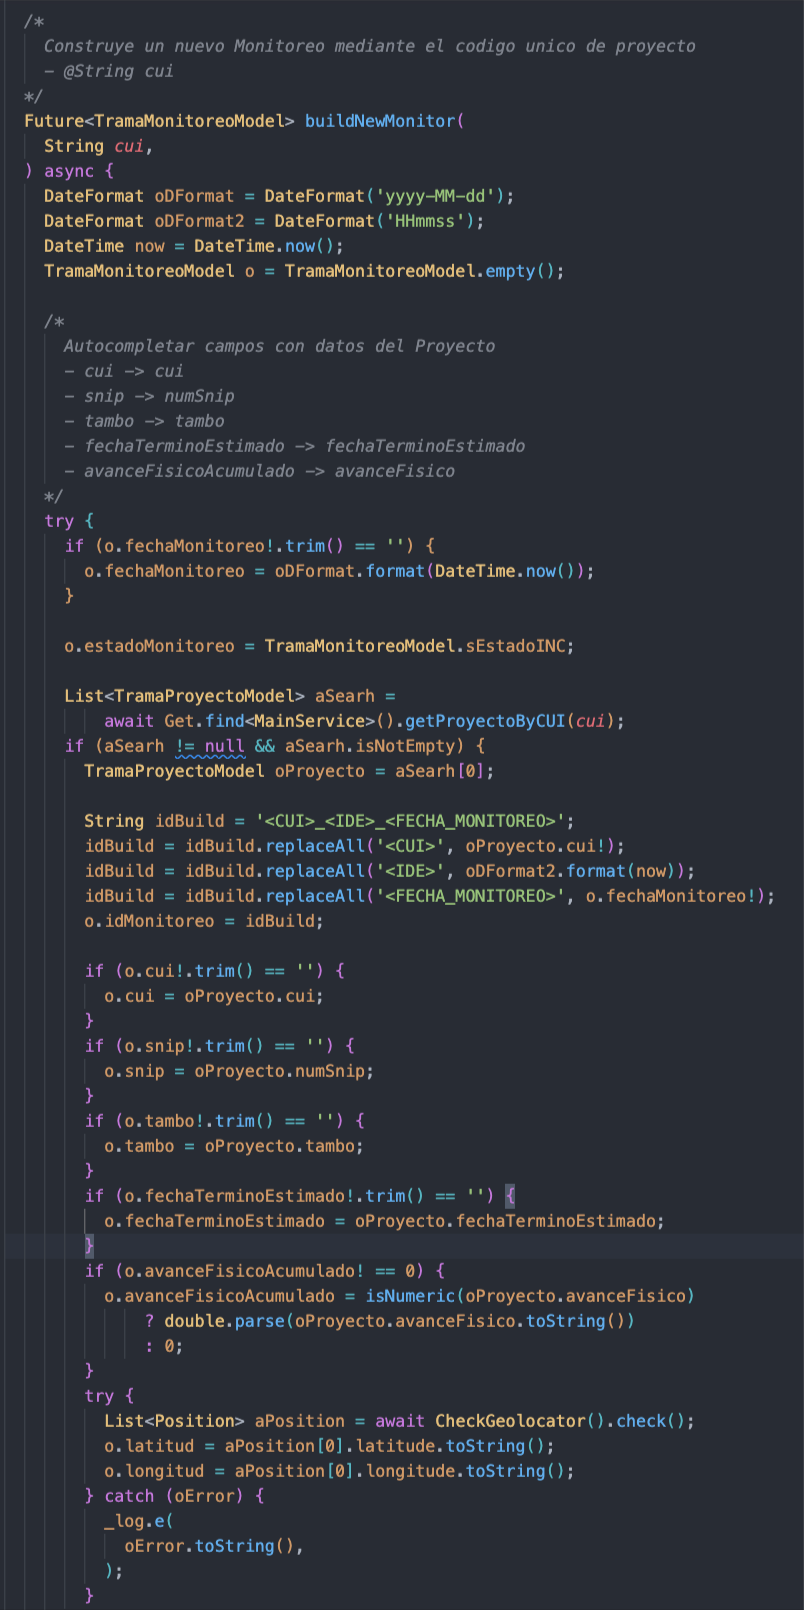 /*
Construye un nuevo Monitoreo mediante el codigo unico de proyecto
- @String cui
*/
Future<TramaMonitoreoModel> buildNewMonitor(
String cui,
) async {
DateFormat oDFormat = DateFormat('yyyy-MM-dd');
DateFormat oDFormat2 = DateFormat('HHmmss');
DateTime now = DateTime.now();
TramaMonitoreoModel o = TramaMonitoreoModel.empty();
/*
Autocompletar campos con datos del Proyecto
- cui -> cui
- snip -> numSnip
- tambo -> tambo
- fechaTerminoEstimado -> fechaTerminoEstimado
- avanceFisicoAcumulado -> avanceFisico
*/
try {
if (o.fechaMonitoreo!.trim() == '') {
o.fechaMonitoreo = oDFormat.format(DateTime.now());
}
o.estadoMonitoreo = TramaMonitoreoModel.sEstadoINC;
List<TramaProyectoModel> aSearh =
await Get.find<MainService>().getProyectoByCUI(cui);
if (aSearh != null && aSearh.isNotEmpty) {
TramaProyectoModel oProyecto = aSearh[0];
String idBuild = '<CUI>_<IDE>_<FECHA_MONITOREO>';
idBuild = idBuild.replaceAll('<CUI>', oProyecto.cui!);
idBuild = idBuild.replaceAll('<IDE>', oDFormat2.format(now));
idBuild = idBuild.replaceAll('<FECHA_MONITOREO>', o.fechaMonitoreo!);
o.idMonitoreo = idBuild;
if (o.cui!.trim() == '') {
o.cui = oProyecto.cui;
}
if (o.snip!.trim() == '') {
o.snip = oProyecto.numSnip;
}
if (o.tambo!.trim() == '') {
o.tambo = oProyecto.tambo;
}
if (o.fechaTerminoEstimado!.trim() == '') {
o.fechaTerminoEstimado = oProyecto.fechaTerminoEstimado;
}
if (o.avanceFisicoAcumulado! == 0) {
o.avanceFisicoAcumulado = isNumeric(oProyecto.avanceFisico)
? double.parse(oProyecto.avanceFisico.toString())
: 0;
}
try {
List<Position> aPosition = await CheckGeolocator().check();
o.latitud = aPosition[0].latitude.toString();
o.longitud = aPosition[0].longitude.toString();
} catch (oError) {
_log.e(
oError.toString(),
);
}